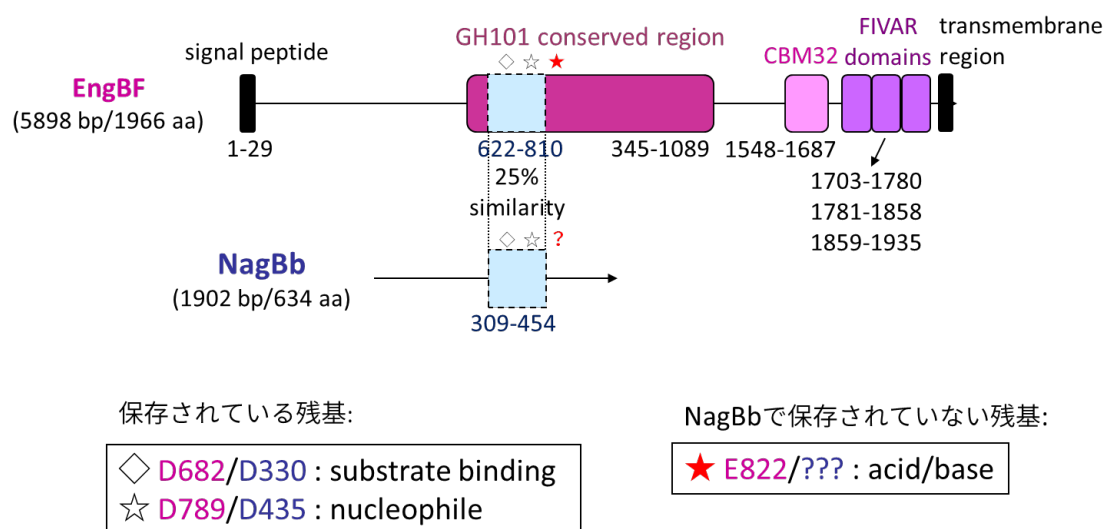 signal peptide
GH101 conserved region
CBM32
FIVAR domains
transmembrane region
EngBF
(5898 bp/1966 aa)
1-29
622-810
345-1089
1548-1687
25%
similarity
1703-1780
1781-1858
1859-1935
?
NagBb
(1902 bp/634 aa)
309-454
保存されている残基:
◇ D682/D330 : substrate binding
☆ D789/D435 : nucleophile
NagBbで保存されていない残基:
★ E822/??? : acid/base